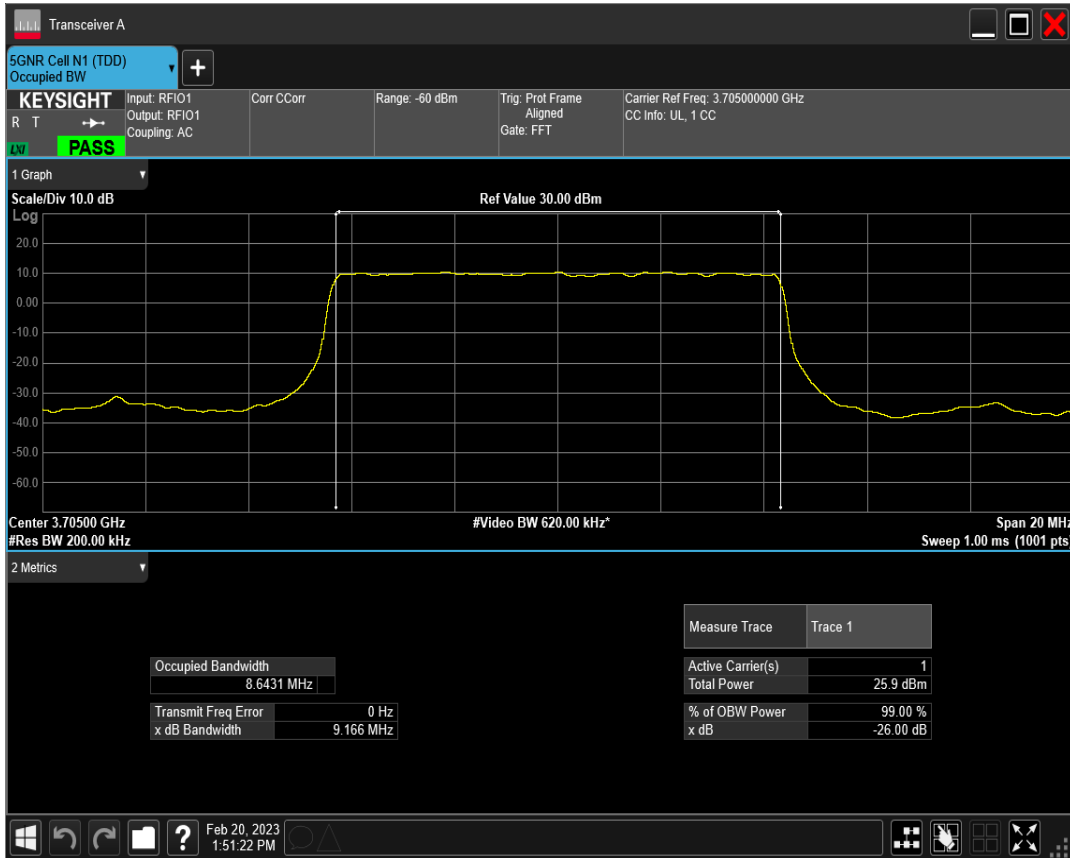 Transceiver A
5GNR Cell N1 (TDD)
Occupied BW
+
KEYSIGHT
R T
LXI
PASS
Input: RFIO1
Output: RFIO1
Coupling: AC
Corr CCorr
Range: -60 dBm
Trig: Prot Frame
Aligned
Gate: FFT
Carrier Ref Freq: 3.705000000 GHz
CC Info: UL, 1 CC
1 Graph
Scale/Div 10.0 dB
Ref Value 30.00 dBm
Log
20.0
10.0
0.00
-10.0
-20.0
-30.0
-40.0
-50.0
-60.0
Center 3.70500 GHz
#Video BW 620.00 kHz*
Span 20 MHz
#Res BW 200.00 kHz
Sweep 1.00 ms (1001 pts)
2 Metrics
Measure Trace Trace 1
Occupied Bandwidth
8.6431 MHz
Active Carrier(s) 1
Total Power 25.9 dBm
Transmit Freq Error 0 Hz
x dB Bandwidth 9.166 MHz
% of OBW Power 99.00 %
x dB -26.00 dB
?
Feb 20, 2023
1:51:22 PM